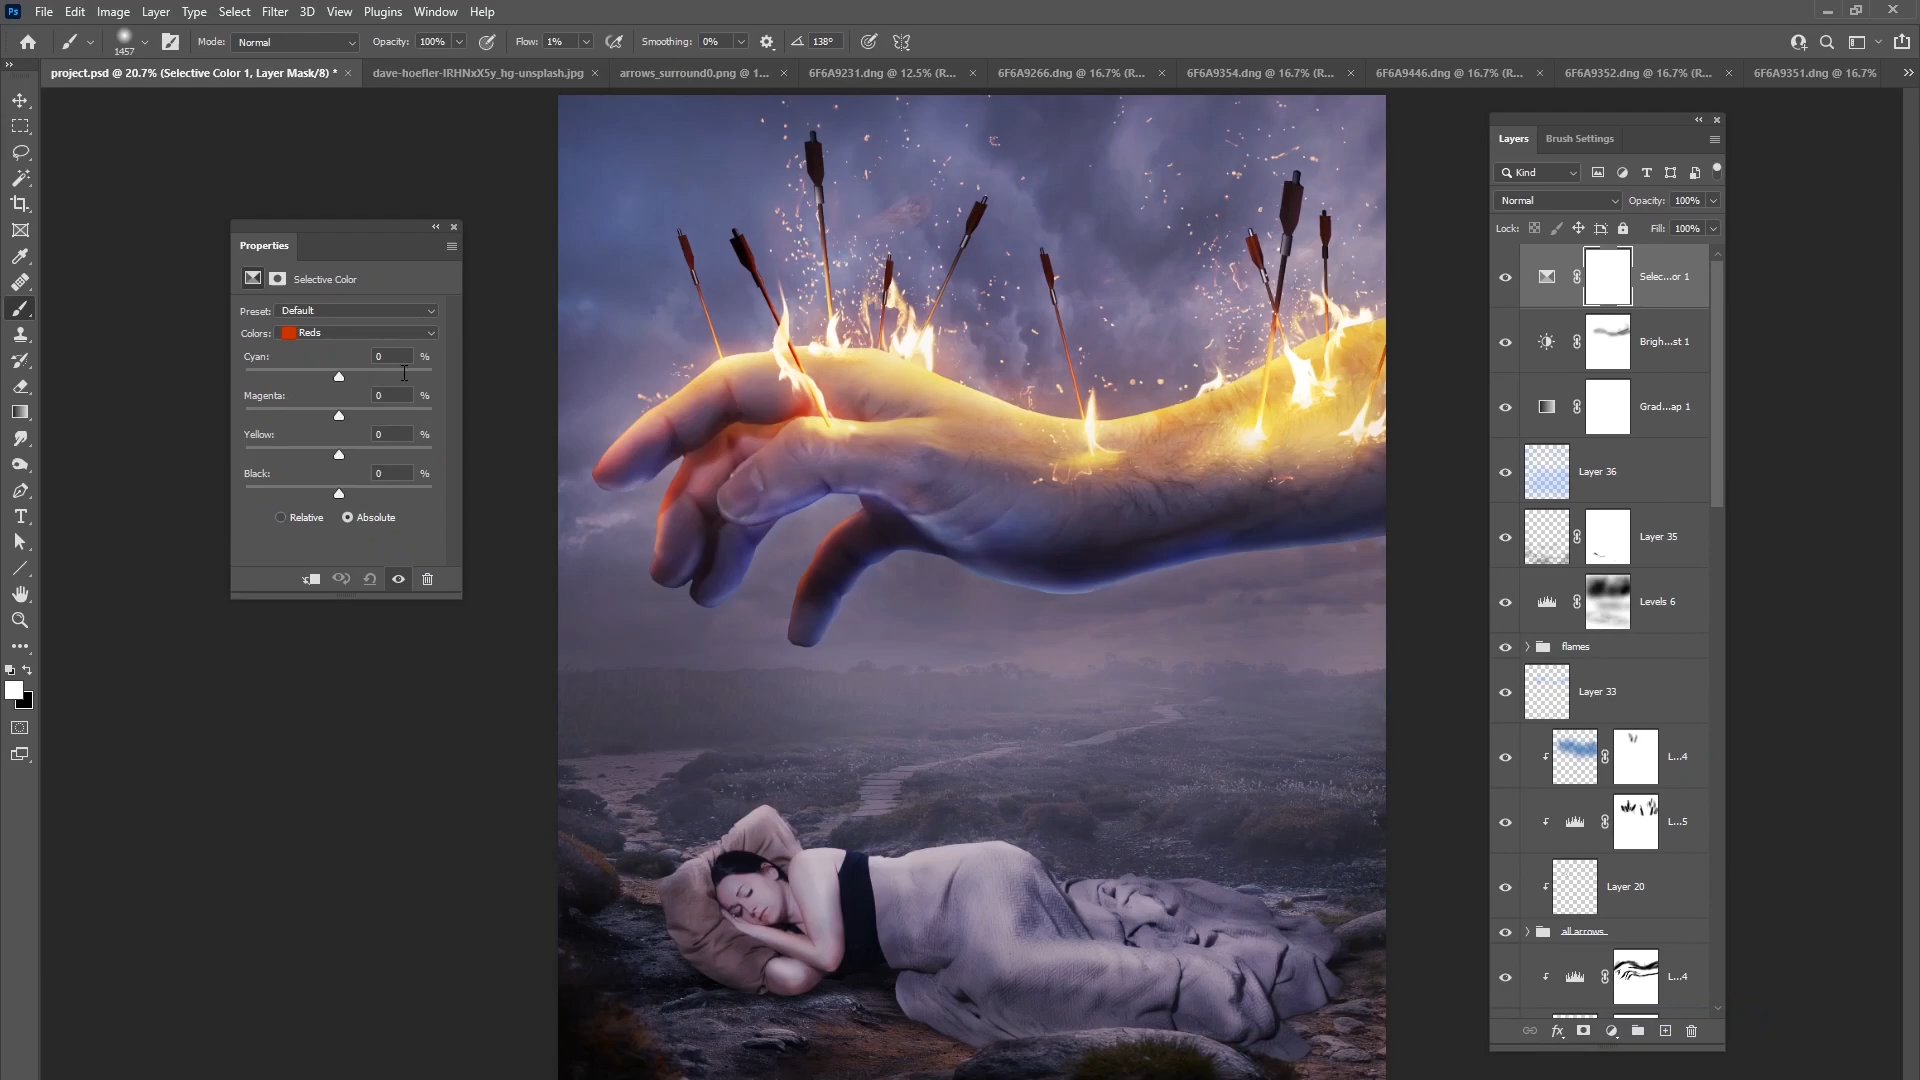 Ps File Edit Image Layer Type Select Filter 3D View Plugins Window Help
1457 Mode: Normal Opacity: 100% Flow: 1% Smoothing: 0% 138°
project.psd @ 20.7% (Selective Color 1, Layer Mask/8) * × dave-hoefler-IRHNxX5y_hg-unsplash.jpg × arrows_surround0.png @ 1... × 6F6A9231.dng @ 12.5% (R... × 6F6A9266.dng @ 16.7% (R... × 6F6A9354.dng @ 16.7% (R... × 6F6A9446.dng @ 16.7% (R... × 6F6A9352.dng @ 16.7% (R... × 6F6A9351.dng @ 16.7%
Properties
Selective Color
Preset: Default
Colors: Reds
Cyan: 0 %
Magenta: 0 %
Yellow: 0 %
Black: 0 %
Relative Absolute
Layers Brush Settings
Kind
Normal Opacity: 100%
Lock: Fill: 100%
Selec...or 1
Brigh...st 1
Grad...ap 1
Layer 36
Layer 35
Levels 6
flames
Layer 33
L...4
L...5
Layer 20
all arrows
L...4
fx